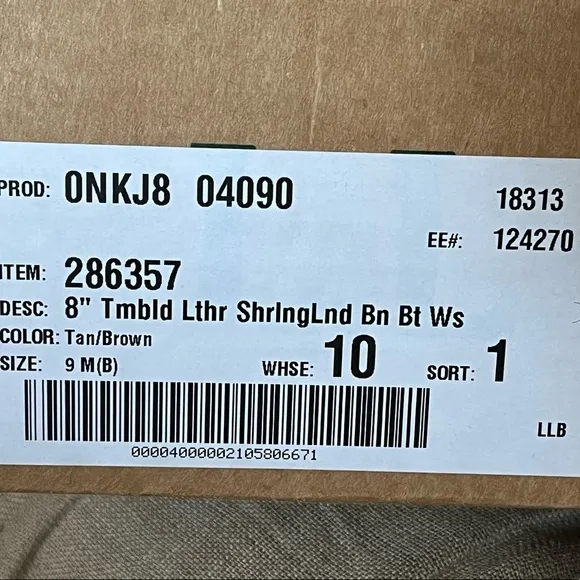 PROD: 0NKJ8 04090
18313
EE#: 124270
ITEM: 286357
DESC: 8" Tmbld Lthr ShrlngLnd Bn Bt Ws
COLOR: Tan/Brown
SIZE: 9 M(B)
WHSE: 10
SORT: 1
LLB
00004000002105806671